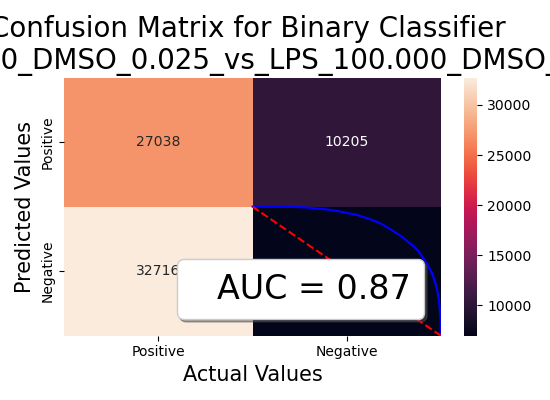 Confusion Matrix for Binary Classifier
0_DMSO_0.025_vs_LPS_100.000_DMSO_
Predicted Values
Positive
Negative
27038
10205
32716
AUC = 0.87
Positive
Negative
Actual Values
30000
25000
20000
15000
10000